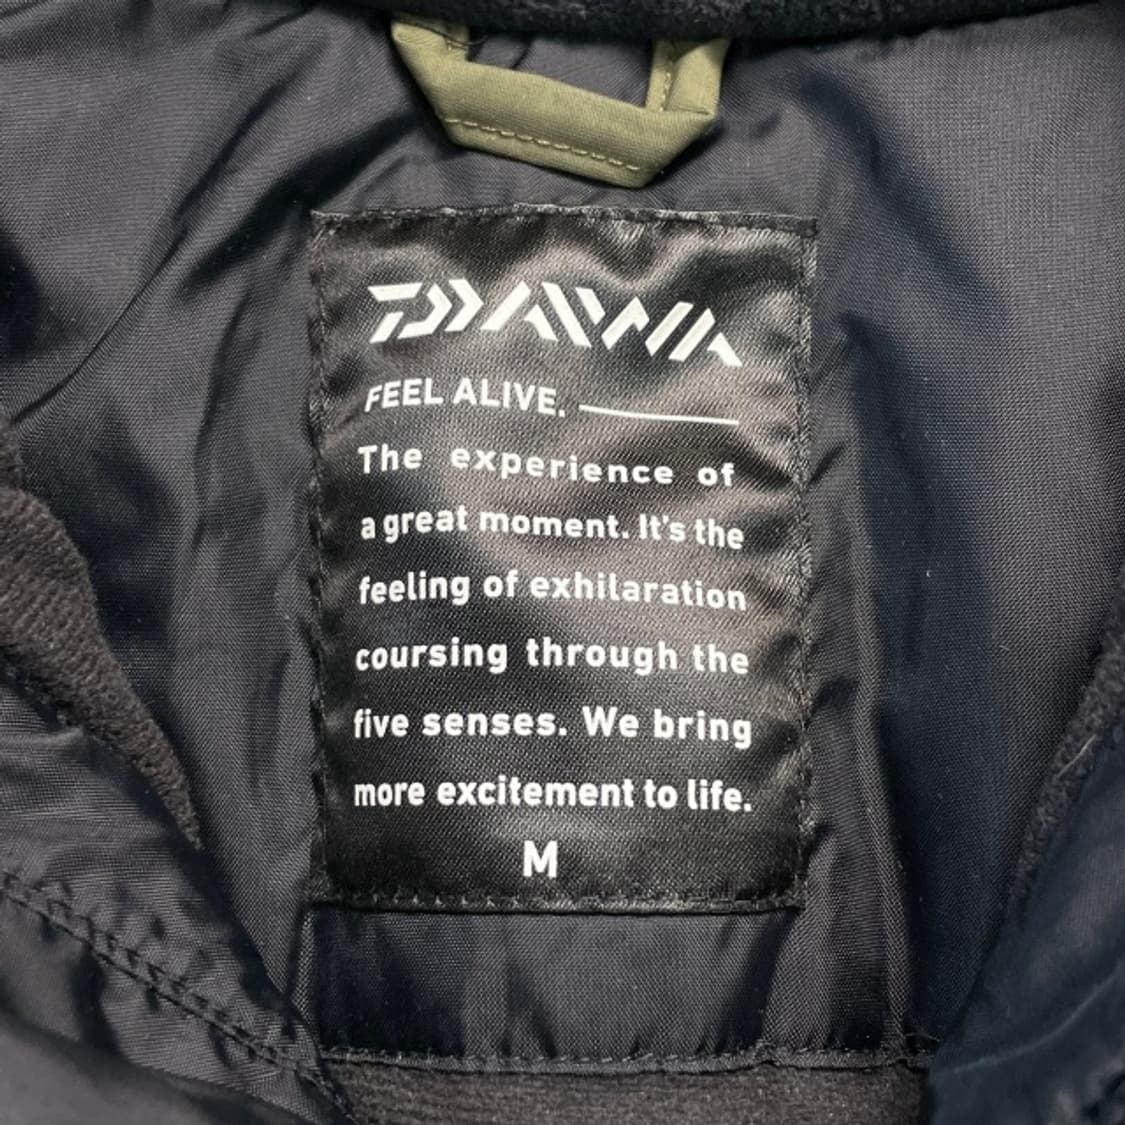 DAIWA
FEEL ALIVE.
The experience of
a great moment. It's the
feeling of exhilaration
coursing through the
five senses. We bring
more excitement to life.
M